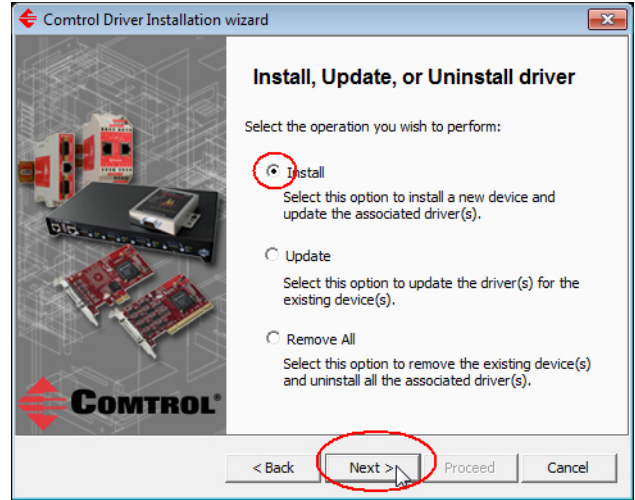 Comtrol Driver Installation wizard
Install, Update, or Uninstall driver
Select the operation you wish to perform:
Install
Select this option to install a new device and
update the associated driver(s).
Update
Select this option to update the driver(s) for the
existing device(s).
Remove All
Select this option to remove the existing device(s)
and uninstall all the associated driver(s).
COMTROL®
< Back Next > Proceed Cancel